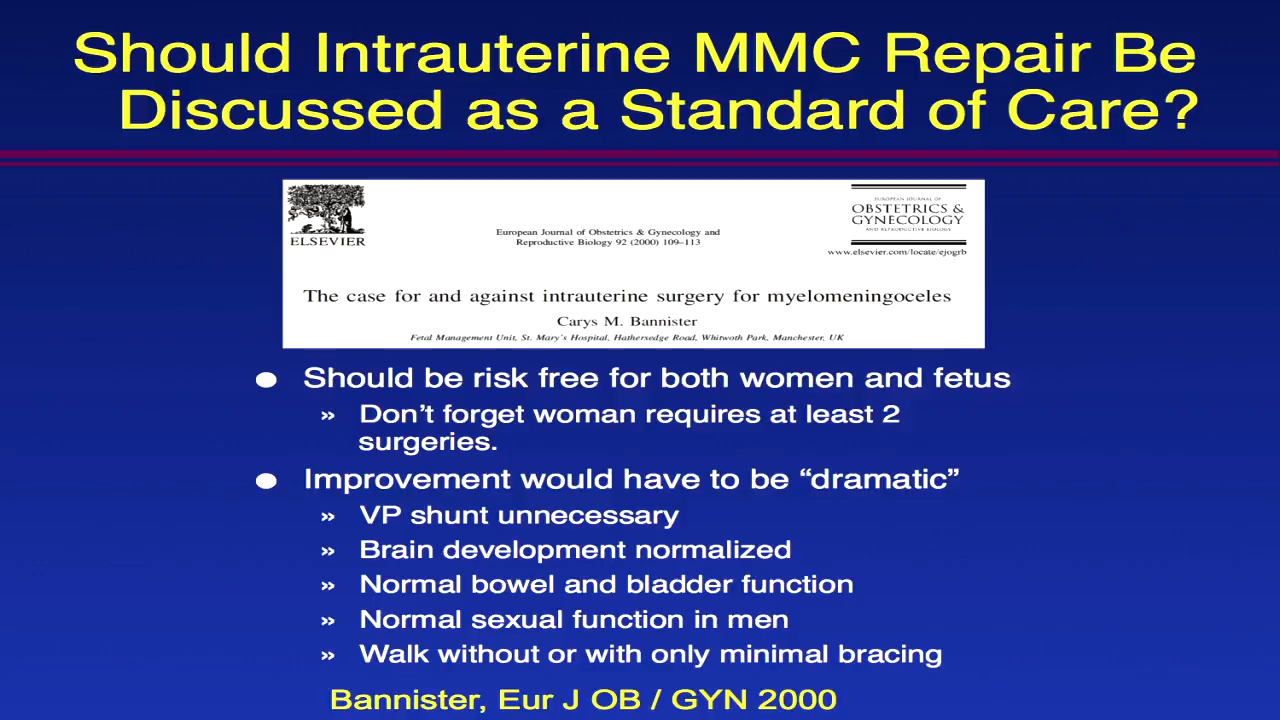 Should Intrauterine MMC Repair Be
Discussed as a Standard of Care?
ELSEVIER
European Journal of Obstetrics & Gynecology and
Reproductive Biology 92 (2000) 109–113
EUROPEAN JOURNAL OF
OBSTETRICS &
GYNECOLOGY
AND REPRODUCTIVE BIOLOGY
www.elsevier.com/locate/ejogrb
The case for and against intrauterine surgery for myelomeningoceles
Carys M. Bannister
Fetal Management Unit, St. Mary's Hospital, Hathersedge Road, Whitwoth Park, Manchester, UK
● Should be risk free for both women and fetus
» Don't forget woman requires at least 2
surgeries.
● Improvement would have to be “dramatic”
» VP shunt unnecessary
» Brain development normalized
» Normal bowel and bladder function
» Normal sexual function in men
» Walk without or with only minimal bracing
Bannister, Eur J OB / GYN 2000